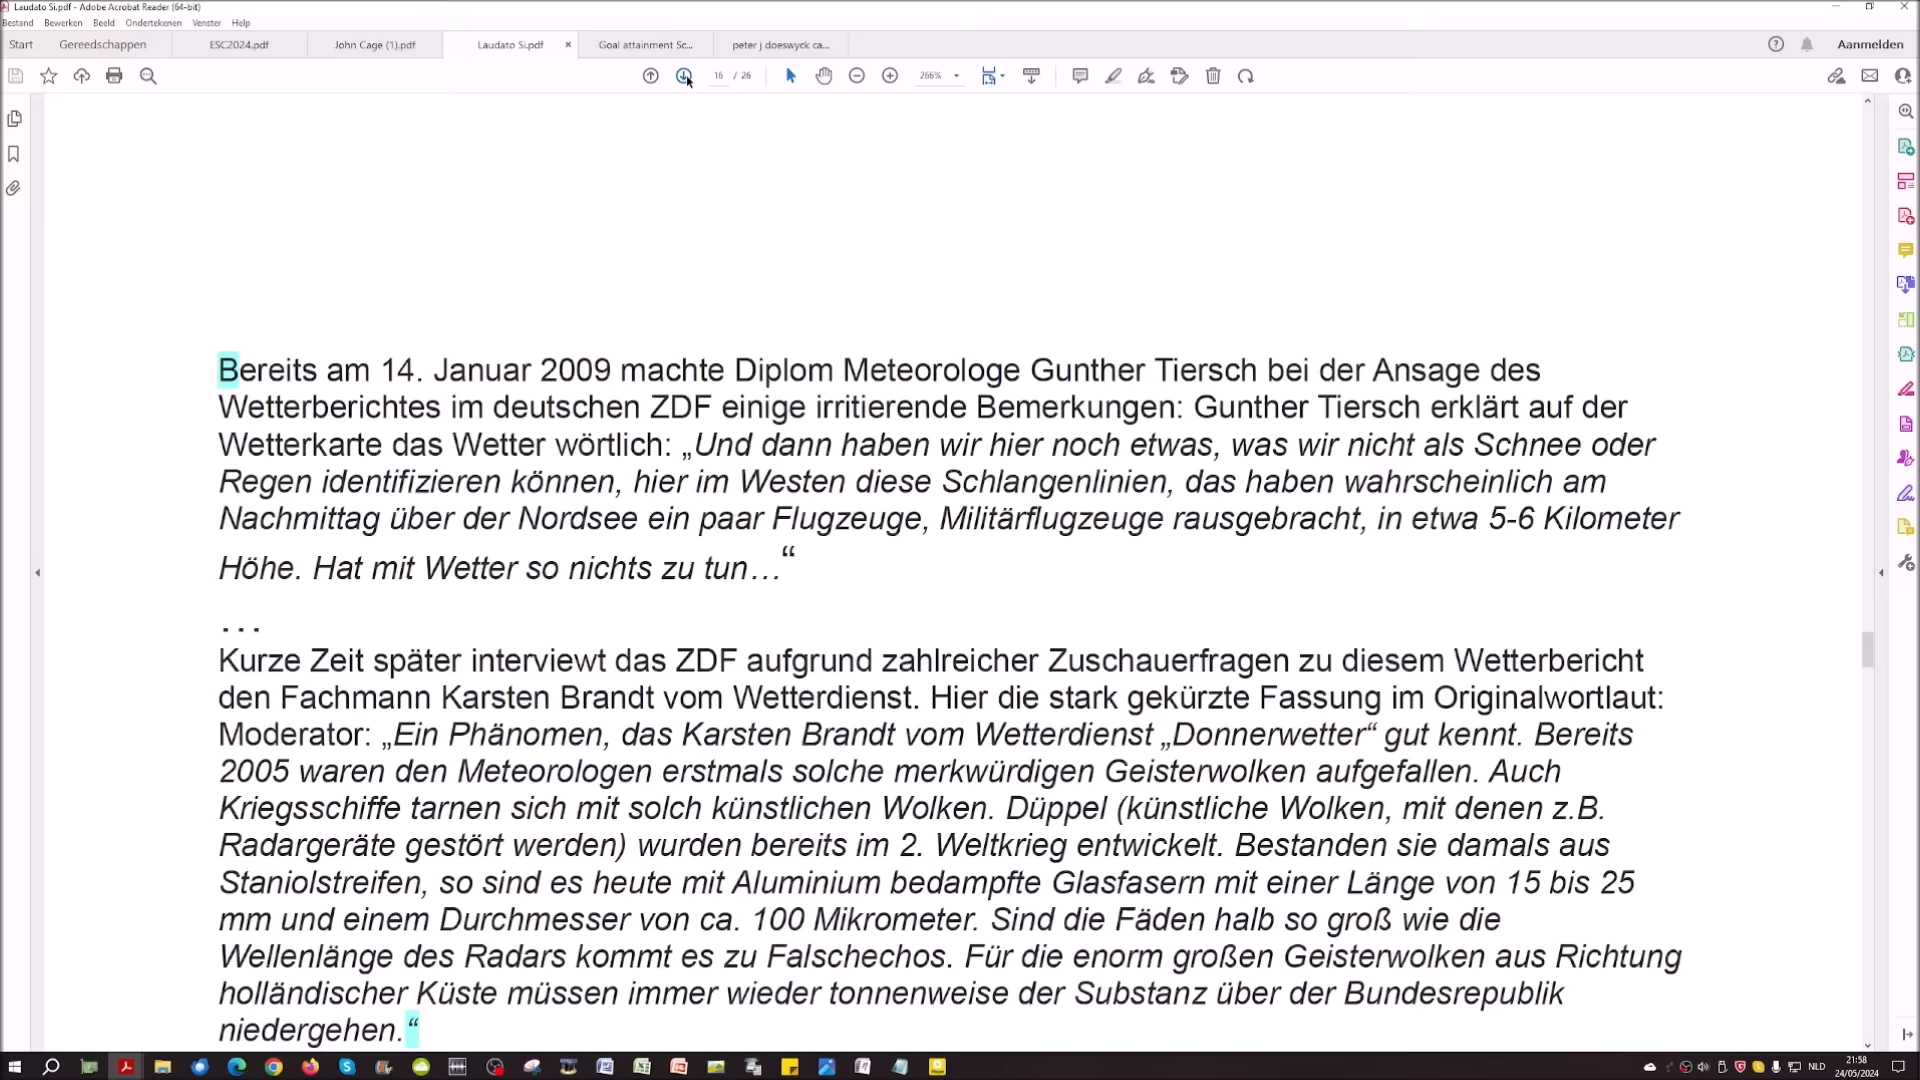 Laudato Si.pdf - Adobe Acrobat Reader (64-bit)
Bestand Bewerken Beeld Ondertekenen Venster Help
Start Gereedschappen ESC2024.pdf John Cage (1).pdf Laudato Si.pdf × Goal attainment Sc... peter j doeswyck ca... Aanmelden
16 / 26 266%
Bereits am 14. Januar 2009 machte Diplom Meteorologe Gunther Tiersch bei der Ansage des
Wetterberichtes im deutschen ZDF einige irritierende Bemerkungen: Gunther Tiersch erklärt auf der
Wetterkarte das Wetter wörtlich: „Und dann haben wir hier noch etwas, was wir nicht als Schnee oder
Regen identifizieren können, hier im Westen diese Schlangenlinien, das haben wahrscheinlich am
Nachmittag über der Nordsee ein paar Flugzeuge, Militärflugzeuge rausgebracht, in etwa 5-6 Kilometer
Höhe. Hat mit Wetter so nichts zu tun…“
…
Kurze Zeit später interviewt das ZDF aufgrund zahlreicher Zuschauerfragen zu diesem Wetterbericht
den Fachmann Karsten Brandt vom Wetterdienst. Hier die stark gekürzte Fassung im Originalwortlaut:
Moderator: „Ein Phänomen, das Karsten Brandt vom Wetterdienst „Donnerwetter“ gut kennt. Bereits
2005 waren den Meteorologen erstmals solche merkwürdigen Geisterwolken aufgefallen. Auch
Kriegsschiffe tarnen sich mit solch künstlichen Wolken. Düppel (künstliche Wolken, mit denen z.B.
Radargeräte gestört werden) wurden bereits im 2. Weltkrieg entwickelt. Bestanden sie damals aus
Staniolstreifen, so sind es heute mit Aluminium bedampfte Glasfasern mit einer Länge von 15 bis 25
mm und einem Durchmesser von ca. 100 Mikrometer. Sind die Fäden halb so groß wie die
Wellenlänge des Radars kommt es zu Falschechos. Für die enorm großen Geisterwolken aus Richtung
holländischer Küste müssen immer wieder tonnenweise der Substanz über der Bundesrepublik
niedergehen.“
NLD 21:58
24/05/2024